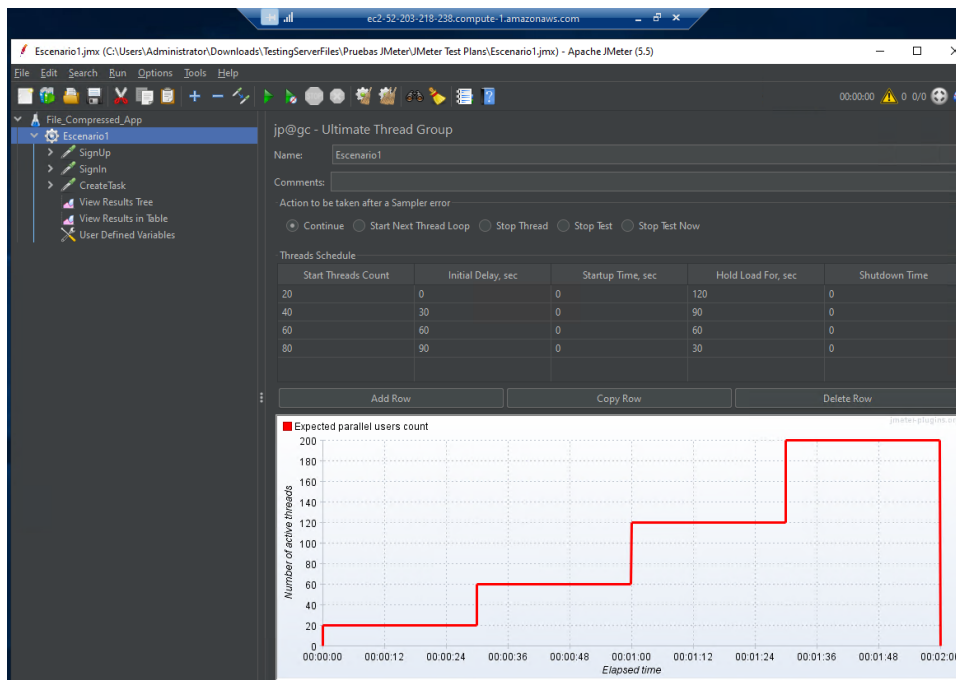 ec2-52-203-218-238.compute-1.amazonaws.com
Escenario1.jmx (C:\Users\Administrator\Downloads\TestingServerFiles\Pruebas JMeter\JMeter Test Plans\Escenario1.jmx) - Apache JMeter (5.5)
File Edit Search Run Options Tools Help
00:00:00 0 0/0
File_Compressed_App
Escenario1
SignUp
SignIn
CreateTask
View Results Tree
View Results in Table
User Defined Variables
jp@gc - Ultimate Thread Group
Name: Escenario1
Comments:
Action to be taken after a Sampler error
Continue Start Next Thread Loop Stop Thread Stop Test Stop Test Now
Threads Schedule
Start Threads Count Initial Delay, sec Startup Time, sec Hold Load For, sec Shutdown Time
20 0 0 120 0
40 30 0 90 0
60 60 0 60 0
80 90 0 30 0
Add Row Copy Row Delete Row
jmeter-plugins.o
Expected parallel users count
200
180
160
140
120
100
80
60
40
20
0
Number of active threads
00:00:00 00:00:12 00:00:24 00:00:36 00:00:48 00:01:00 00:01:12 00:01:24 00:01:36 00:01:48 00:02:0
Elapsed time